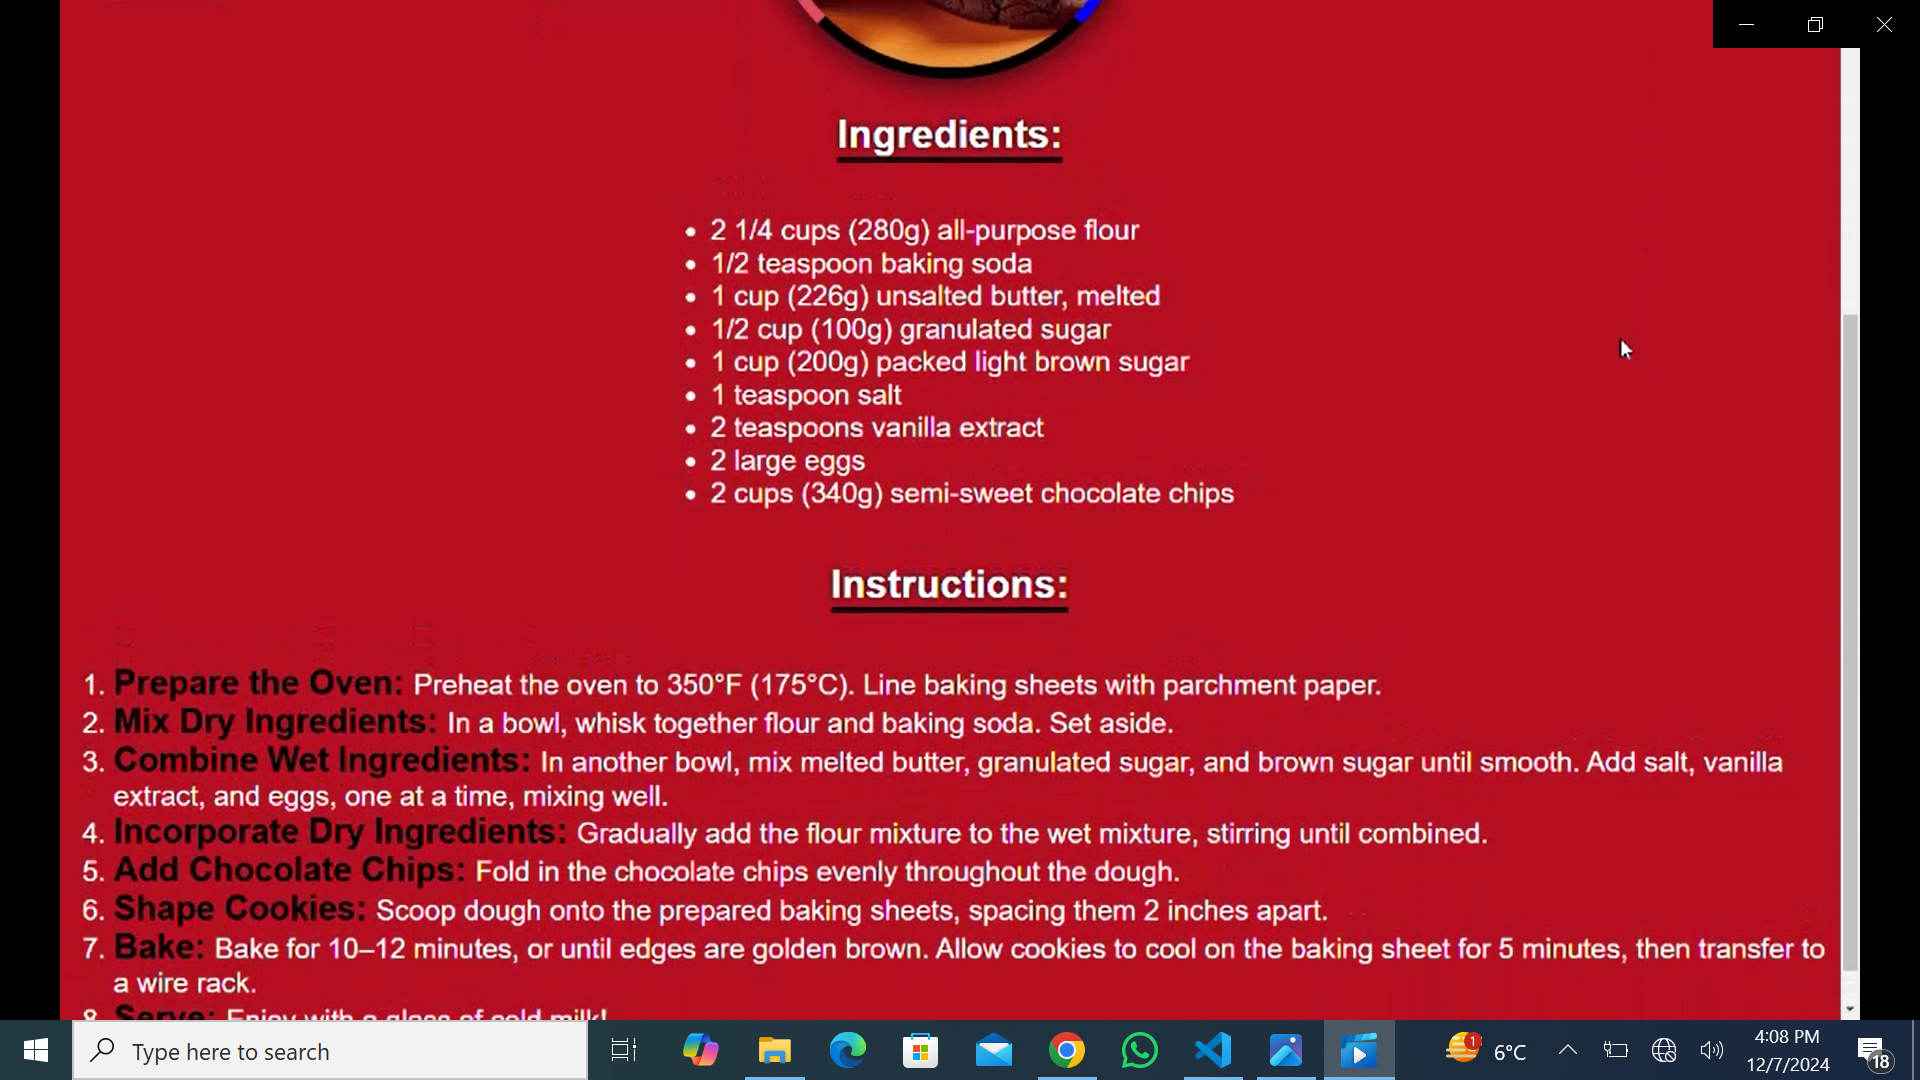 Ingredients:
• 2 1/4 cups (280g) all-purpose flour
• 1/2 teaspoon baking soda
• 1 cup (226g) unsalted butter, melted
• 1/2 cup (100g) granulated sugar
• 1 cup (200g) packed light brown sugar
• 1 teaspoon salt
• 2 teaspoons vanilla extract
• 2 large eggs
• 2 cups (340g) semi-sweet chocolate chips
Instructions:
1. Prepare the Oven: Preheat the oven to 350°F (175°C). Line baking sheets with parchment paper.
2. Mix Dry Ingredients: In a bowl, whisk together flour and baking soda. Set aside.
3. Combine Wet Ingredients: In another bowl, mix melted butter, granulated sugar, and brown sugar until smooth. Add salt, vanilla
extract, and eggs, one at a time, mixing well.
4. Incorporate Dry Ingredients: Gradually add the flour mixture to the wet mixture, stirring until combined.
5. Add Chocolate Chips: Fold in the chocolate chips evenly throughout the dough.
6. Shape Cookies: Scoop dough onto the prepared baking sheets, spacing them 2 inches apart.
7. Bake: Bake for 10–12 minutes, or until edges are golden brown. Allow cookies to cool on the baking sheet for 5 minutes, then transfer to
a wire rack.
8. Serve: Enjoy with a glass of cold milk!
Type here to search
1
6°C
4:08 PM
12/7/2024
18